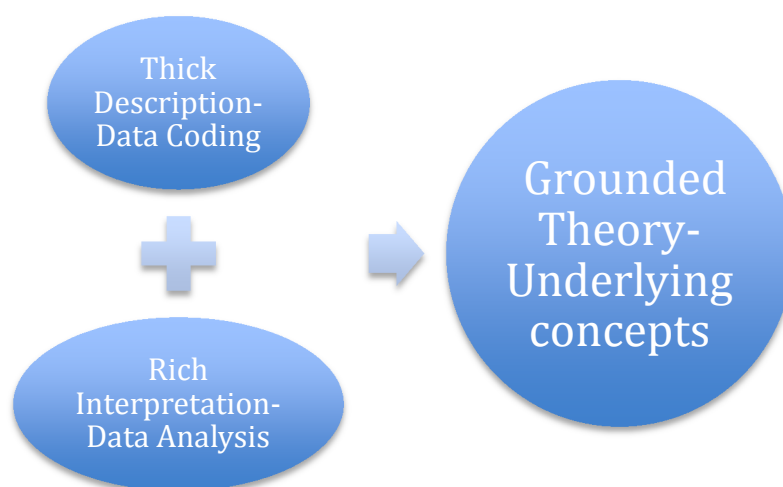 Thick
Description-
Data Coding
Rich
Interpretation-
Data Analysis
Grounded
Theory-
Underlying
concepts